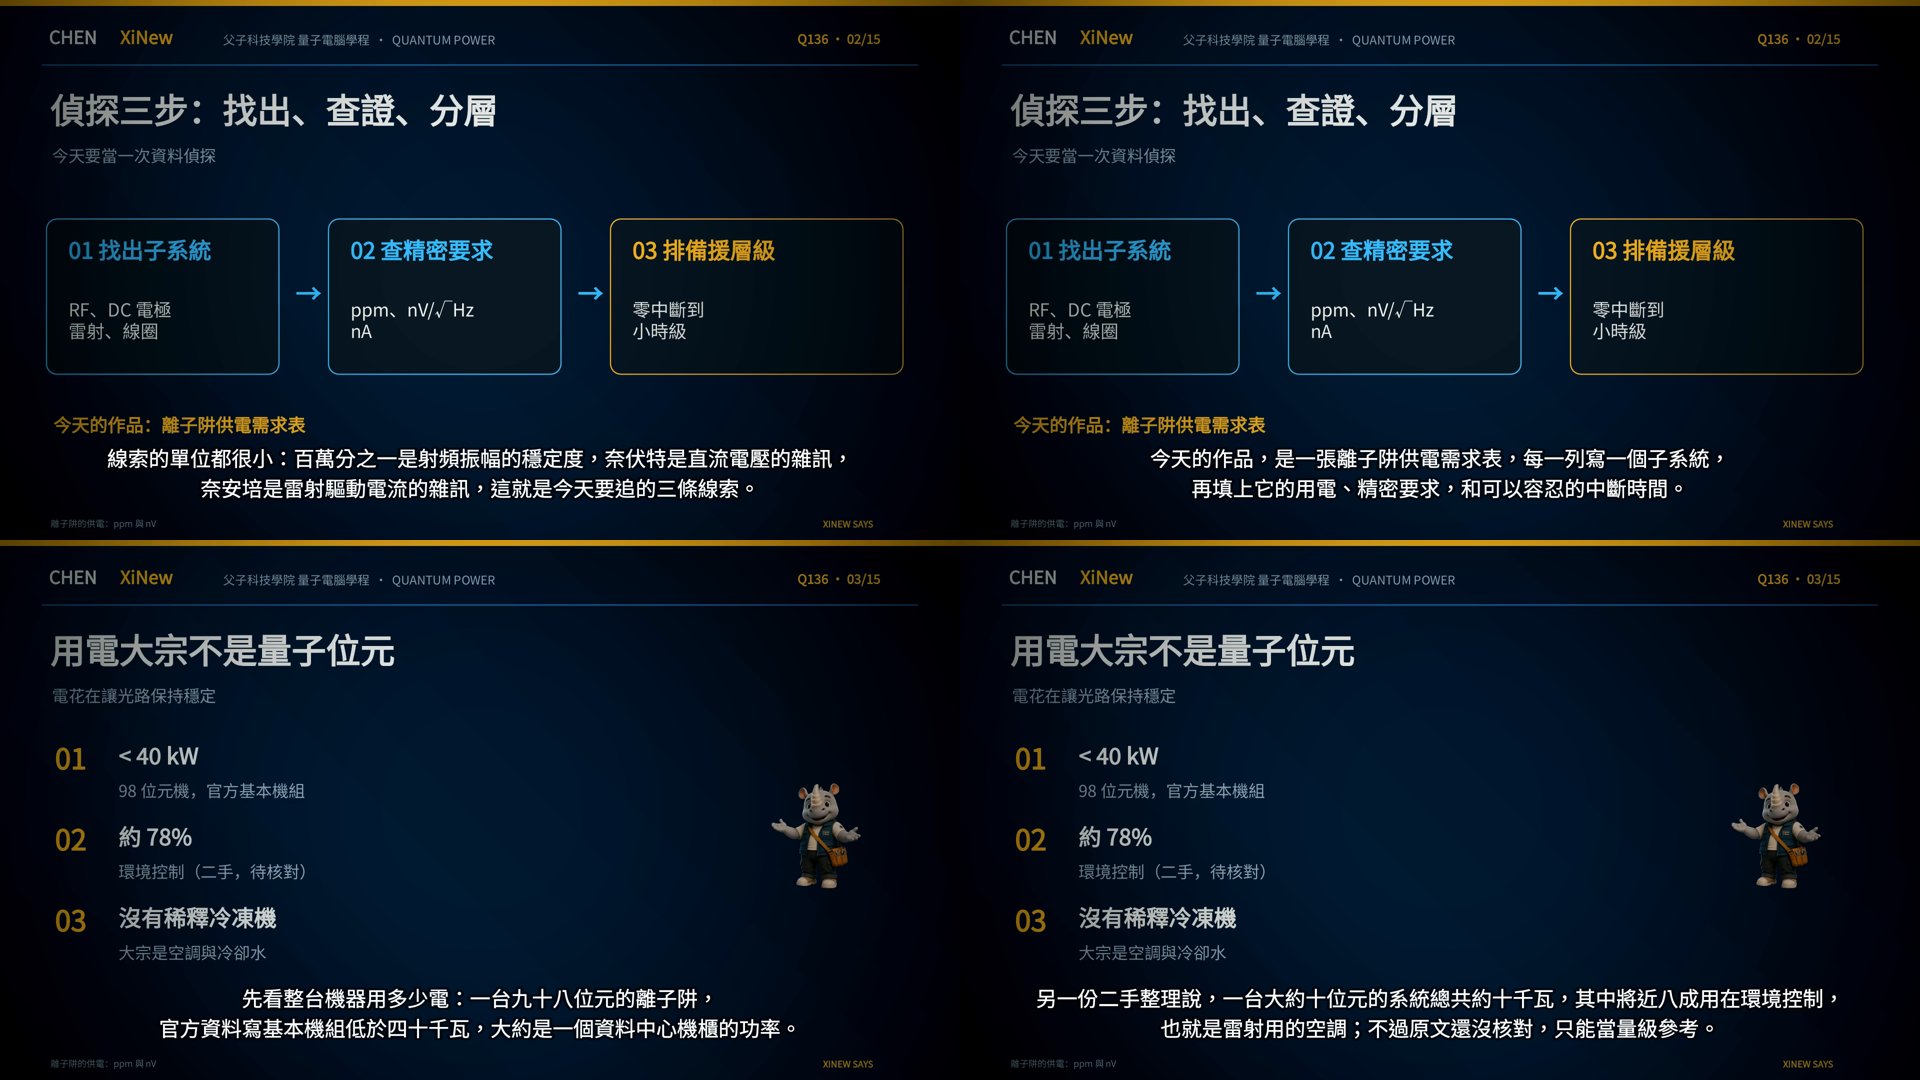 CHEN XiNew 父子科技學院 量子電腦學程 · QUANTUM POWER Q136 · 02/15
偵探三步：找出、查證、分層
今天要當一次資料偵探
01 找出子系統
RF、DC 電極
雷射、線圈
→
02 查精密要求
ppm、nV/√Hz
nA
→
03 排備援層級
零中斷到
小時級
今天的作品：離子阱供電需求表
線索的單位都很小：百萬分之一是射頻振幅的穩定度，奈伏特是直流電壓的雜訊，
奈安培是雷射驅動電流的雜訊，這就是今天要追的三條線索。
離子阱的供電：ppm 與 nV XINEW SAYS
CHEN XiNew 父子科技學院 量子電腦學程 · QUANTUM POWER Q136 · 02/15
偵探三步：找出、查證、分層
今天要當一次資料偵探
01 找出子系統
RF、DC 電極
雷射、線圈
→
02 查精密要求
ppm、nV/√Hz
nA
→
03 排備援層級
零中斷到
小時級
今天的作品：離子阱供電需求表
今天的作品，是一張離子阱供電需求表，每一列寫一個子系統，
再填上它的用電、精密要求，和可以容忍的中斷時間。
離子阱的供電：ppm 與 nV XINEW SAYS
CHEN XiNew 父子科技學院 量子電腦學程 · QUANTUM POWER Q136 · 03/15
用電大宗不是量子位元
電花在讓光路保持穩定
01 < 40 kW
98 位元機，官方基本機組
02 約 78%
環境控制（二手，待核對）
03 沒有稀釋冷凍機
大宗是空調與冷卻水
先看整台機器用多少電：一台九十八位元的離子阱，
官方資料寫基本機組低於四十千瓦，大約是一個資料中心機櫃的功率。
離子阱的供電：ppm 與 nV XINEW SAYS
CHEN XiNew 父子科技學院 量子電腦學程 · QUANTUM POWER Q136 · 03/15
用電大宗不是量子位元
電花在讓光路保持穩定
01 < 40 kW
98 位元機，官方基本機組
02 約 78%
環境控制（二手，待核對）
03 沒有稀釋冷凍機
大宗是空調與冷卻水
另一份二手整理說，一台大約十位元的系統總共約十千瓦，其中將近八成用在環境控制，
也就是雷射用的空調；不過原文還沒核對，只能當量級參考。
離子阱的供電：ppm 與 nV XINEW SAYS